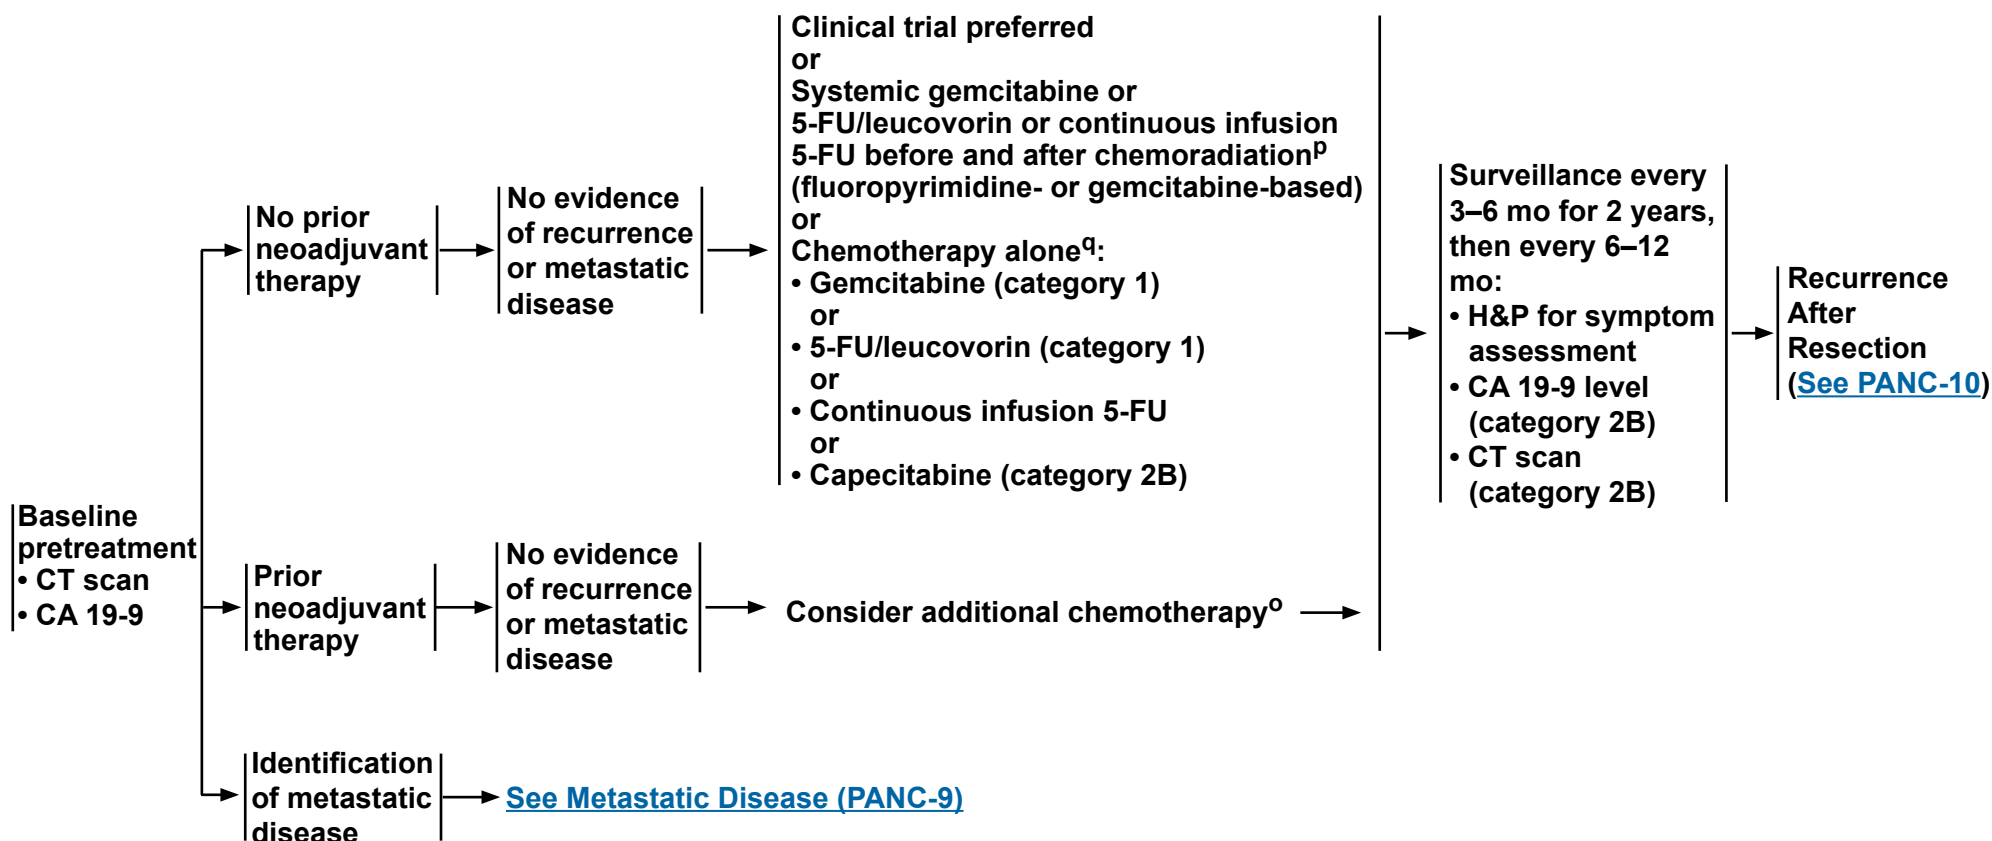 Baseline
pretreatment
• CT scan
• CA 19-9
No prior
neoadjuvant
therapy
No evidence
of recurrence
or metastatic
disease
Clinical trial preferred
or
Systemic gemcitabine or
5-FU/leucovorin or continuous infusion
5-FU before and after chemoradiationᵖ
(fluoropyrimidine- or gemcitabine-based)
or
Chemotherapy aloneq:
• Gemcitabine (category 1)
or
• 5-FU/leucovorin (category 1)
or
• Continuous infusion 5-FU
or
• Capecitabine (category 2B)
Prior
neoadjuvant
therapy
No evidence
of recurrence
or metastatic
disease
Consider additional chemotherapyᵒ
Surveillance every
3–6 mo for 2 years,
then every 6–12
mo:
• H&P for symptom
assessment
• CA 19-9 level
(category 2B)
• CT scan
(category 2B)
Recurrence
After
Resection
(See PANC-10)
Identification
of metastatic
disease
See Metastatic Disease (PANC-9)